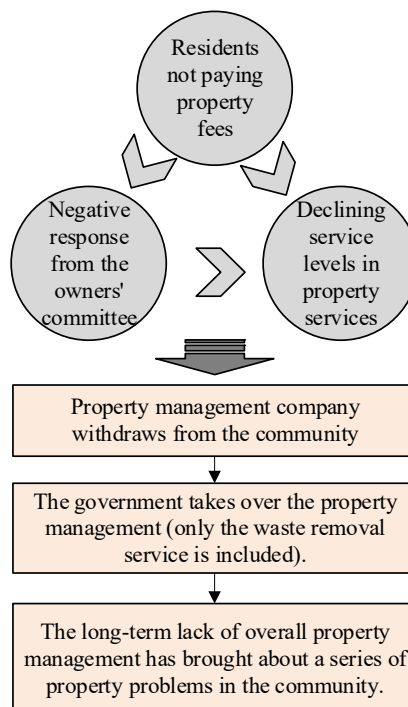 Residents
not paying
property
fees
Negative
response
from the
owners'
committee
Declining
service
levels in
property
services
Property management company
withdraws from the community
The government takes over the property
management (only the waste removal
service is included).
The long-term lack of overall property
management has brought about a series of
property problems in the community.